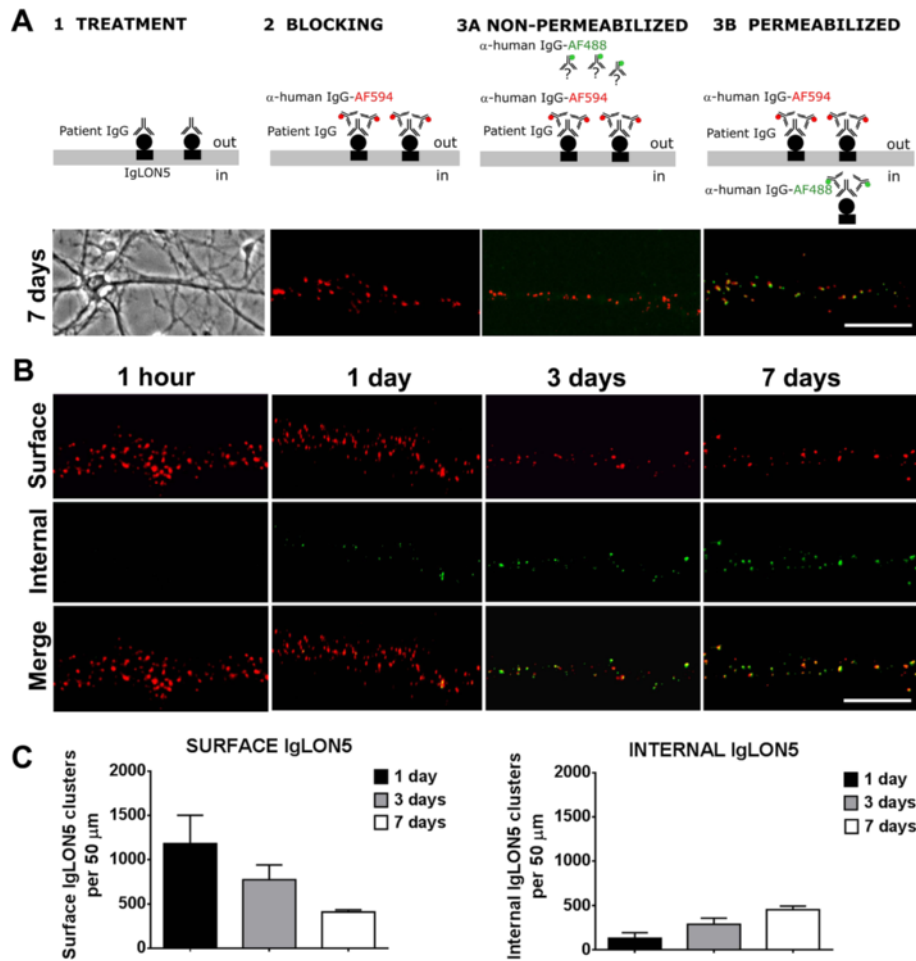 A
1 TREATMENT
2 BLOCKING
3A NON-PERMEABILIZED
3B PERMEABILIZED
α-human IgG-AF488
? ? ?
α-human IgG-AF594
α-human IgG-AF594
α-human IgG-AF594
Patient IgG
out
Patient IgG
out
Patient IgG
out
Patient IgG
out
IgLON5
in
in
in
in
α-human IgG-AF488
7 days
B
1 hour
1 day
3 days
7 days
Surface
Internal
Merge
C
SURFACE IgLON5
Surface IgLON5 clusters
per 50 μm
2000
1500
1000
500
0
1 day
3 days
7 days
INTERNAL IgLON5
Internal IgLON5 clusters
per 50 μm
2000
1500
1000
500
0
1 day
3 days
7 days